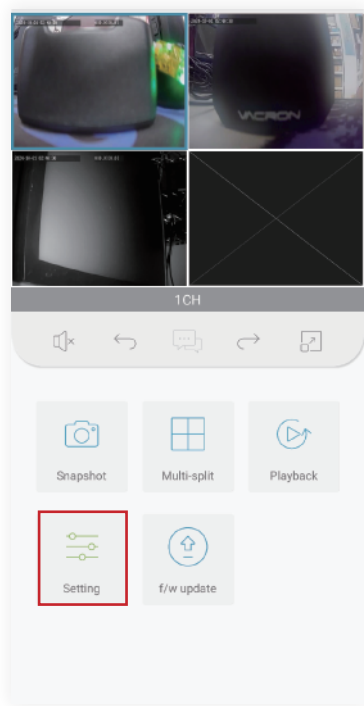 VACRON
1CH
Snapshot
Multi-split
Playback
Setting
f/w update